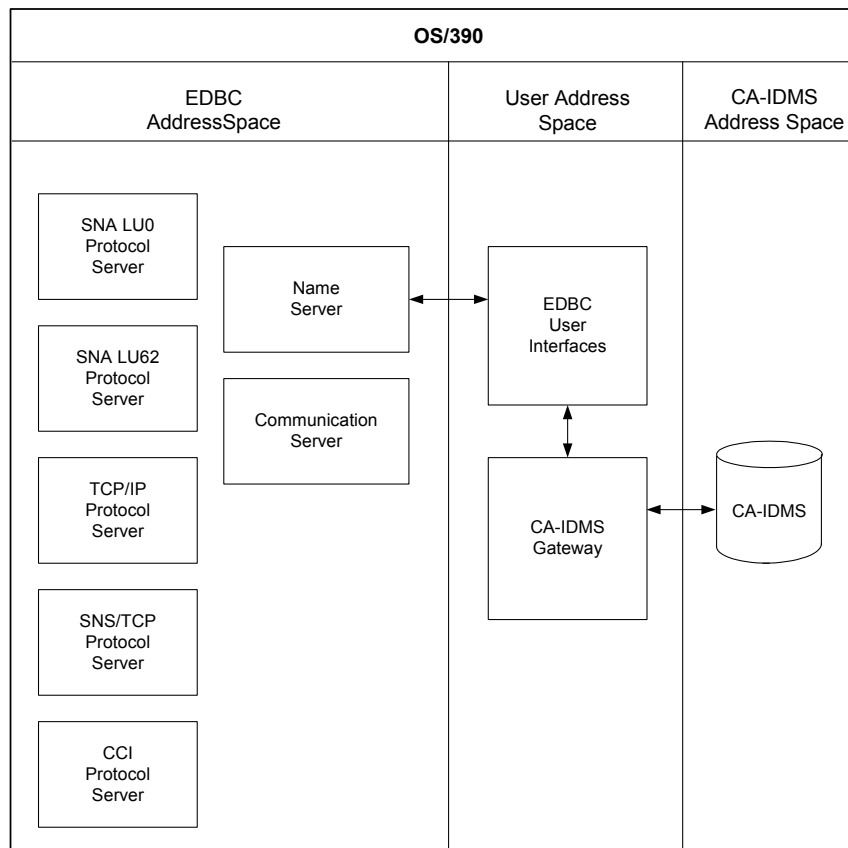 OS/390
EDBC
AddressSpace
User Address
Space
CA-IDMS
Address Space
SNA LU0
Protocol
Server
SNA LU62
Protocol
Server
TCP/IP
Protocol
Server
SNS/TCP
Protocol
Server
CCI
Protocol
Server
Name
Server
Communication
Server
EDBC
User
Interfaces
CA-IDMS
Gateway
CA-IDMS